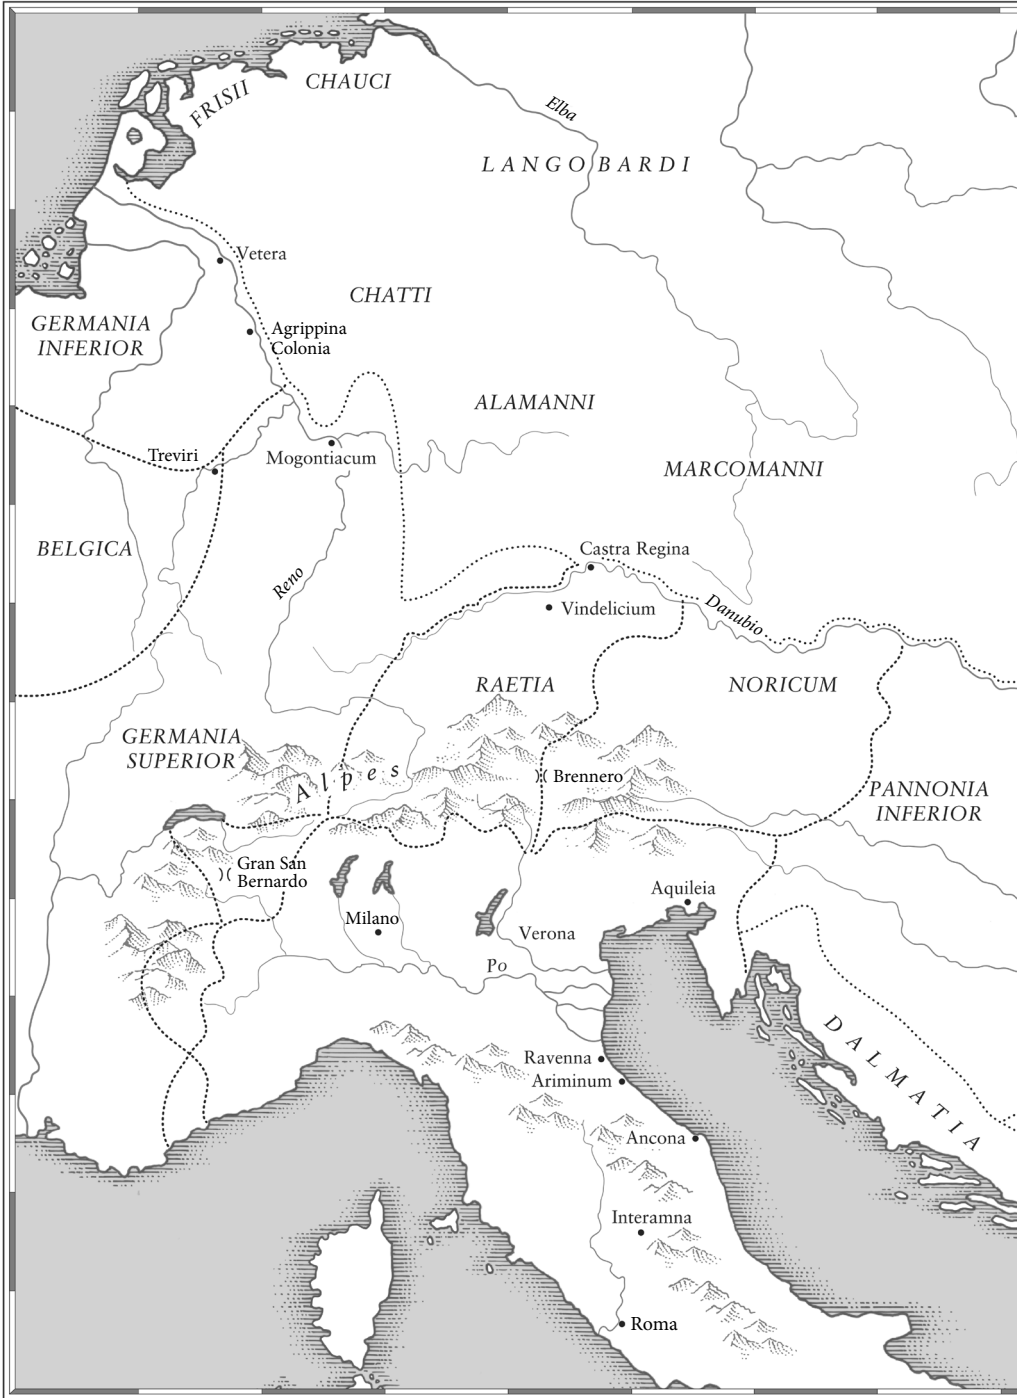 CHAUCI
FRISII
Elba
LANGOBARDI
Vetera
CHATTI
GERMANIA
INFERIOR
Agrippina
Colonia
ALAMANNI
Treviri
Mogontiacum
MARCOMANNI
BELGICA
Castra Regina
Reno
Vindelicium
Danubio
RAETIA
NORICUM
GERMANIA
SUPERIOR
Alpes
Brennero
PANNONIA
INFERIOR
Gran San
Bernardo
Aquileia
Milano
Verona
Po
DALMATIA
Ravenna
Ariminum
Ancona
Interamna
Roma